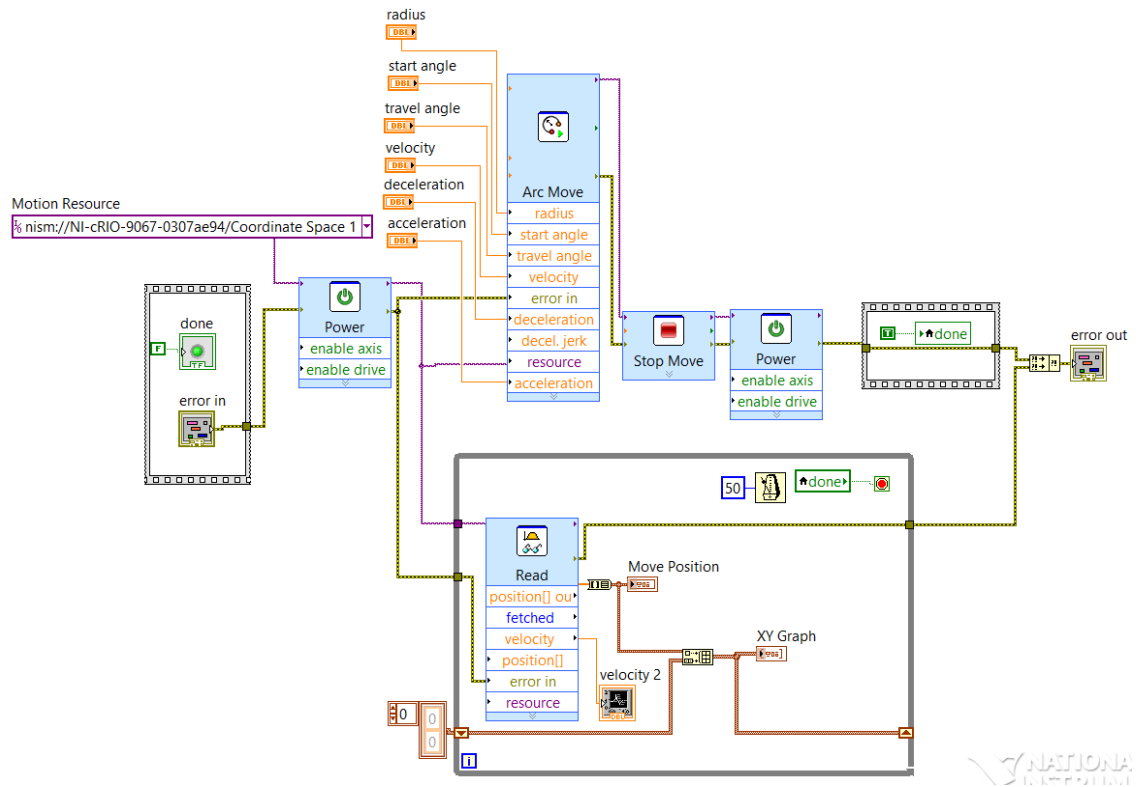 radius
DBL
start angle
DBL
travel angle
DBL
velocity
DBL
deceleration
DBL
acceleration
DBL
Motion Resource
nism://NI-cRIO-9067-0307ae94/Coordinate Space 1
Arc Move
radius
start angle
travel angle
velocity
error in
deceleration
decel. jerk
resource
acceleration
done
F
TF
error in
Power
enable axis
enable drive
Stop Move
Power
enable axis
enable drive
T
done
error out
50
done
Read
position[] ou
fetched
velocity
position[]
error in
resource
Move Position
XY Graph
velocity 2
DBL
0
0
0
i
NATIONA
INSTRUM